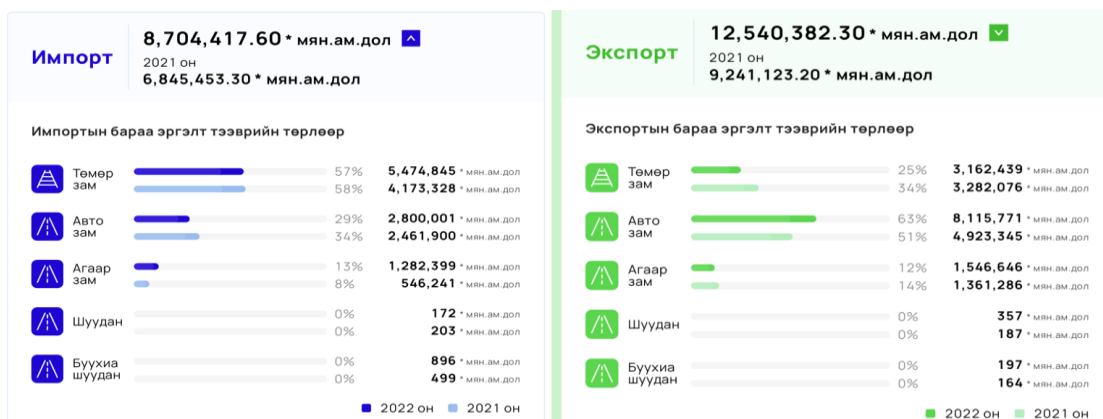 Импорт
8,704,417.60 * мян.ам.дол
2021 он
6,845,453.30 * мян.ам.дол
Импортын бараа эргэлт тээврийн төрлөөр
Төмөр зам
57% 5,474,845 * мян.ам.дол
58% 4,173,328 * мян.ам.дол
Авто зам
29% 2,800,001 * мян.ам.дол
34% 2,461,900 * мян.ам.дол
Агаар зам
13% 1,282,399 * мян.ам.дол
8% 546,241 * мян.ам.дол
Шуудан
0% 172 * мян.ам.дол
0% 203 * мян.ам.дол
Буухиа шуудан
0% 896 * мян.ам.дол
0% 499 * мян.ам.дол
2022 он 2021 он
Экспорт
12,540,382.30 * мян.ам.дол
2021 он
9,241,123.20 * мян.ам.дол
Экспортын бараа эргэлт тээврийн төрлөөр
Төмөр зам
25% 3,162,439 * мян.ам.дол
34% 3,282,076 * мян.ам.дол
Авто зам
63% 8,115,771 * мян.ам.дол
51% 4,923,345 * мян.ам.дол
Агаар зам
12% 1,546,646 * мян.ам.дол
14% 1,361,286 * мян.ам.дол
Шуудан
0% 357 * мян.ам.дол
0% 187 * мян.ам.дол
Буухиа шуудан
0% 197 * мян.ам.дол
0% 164 * мян.ам.дол
2022 он 2021 он